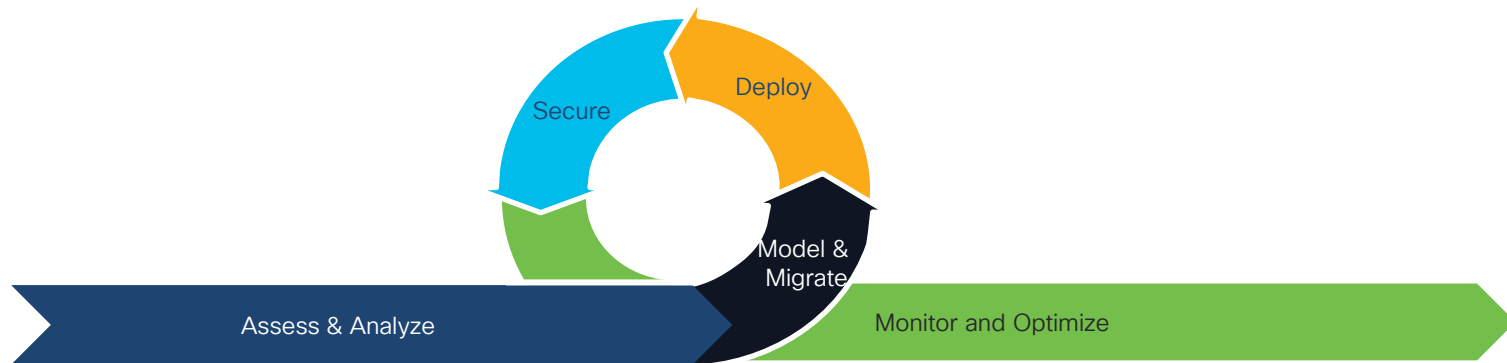 Deploy
Secure
Model &
Migrate
Assess & Analyze
Monitor and Optimize